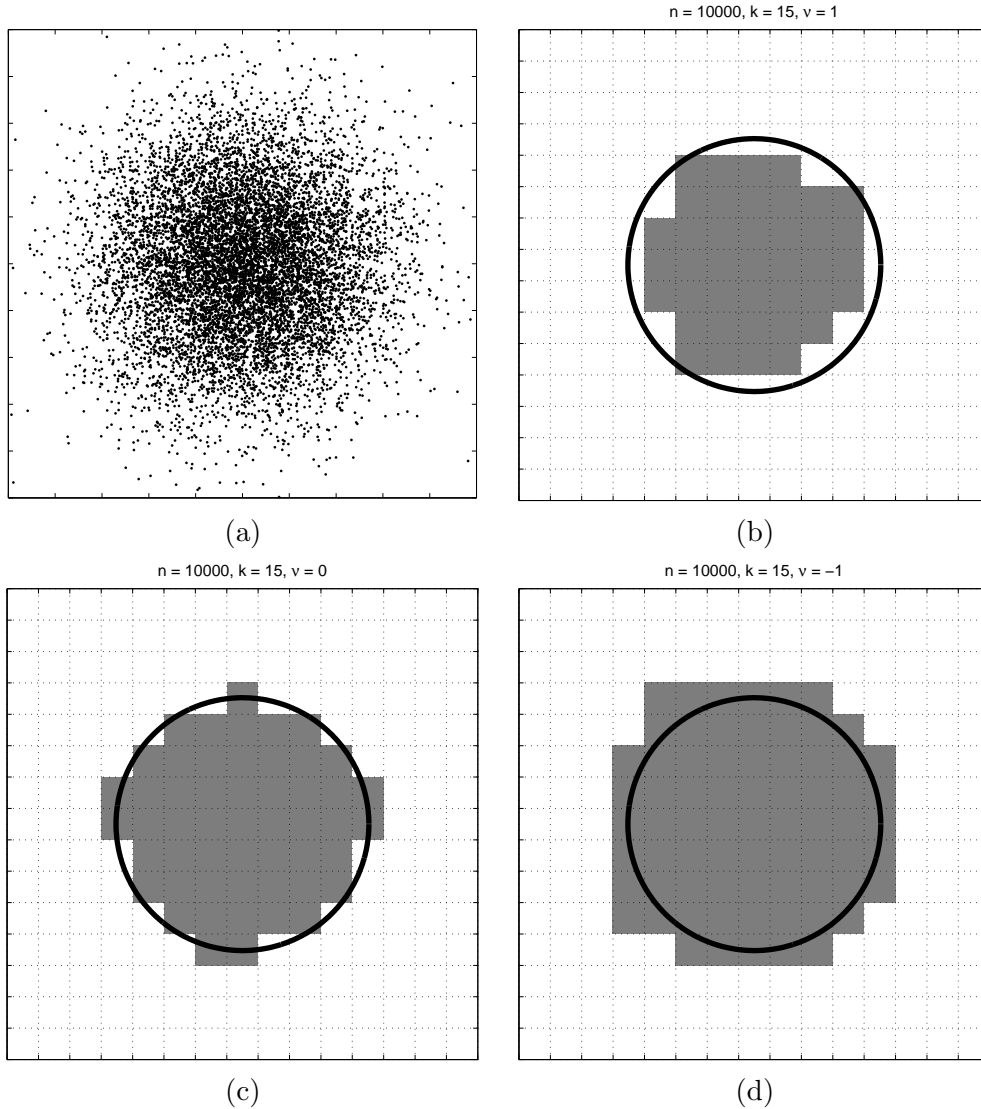 n = 10000, k = 15, ν = 1
(a)
(b)
n = 10000, k = 15, ν = 0
n = 10000, k = 15, ν = −1
(c)
(d)